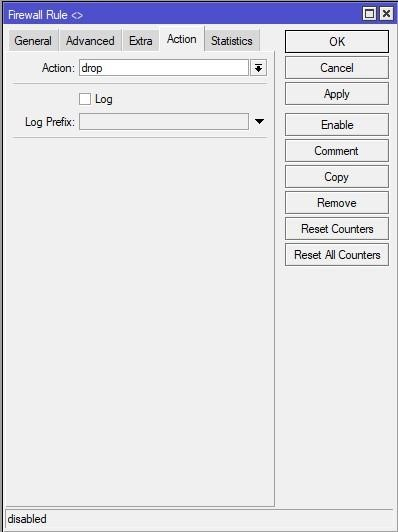 Firewall Rule <>
General Advanced Extra Action Statistics
Action: drop
Log
Log Prefix:
OK
Cancel
Apply
Enable
Comment
Copy
Remove
Reset Counters
Reset All Counters
disabled